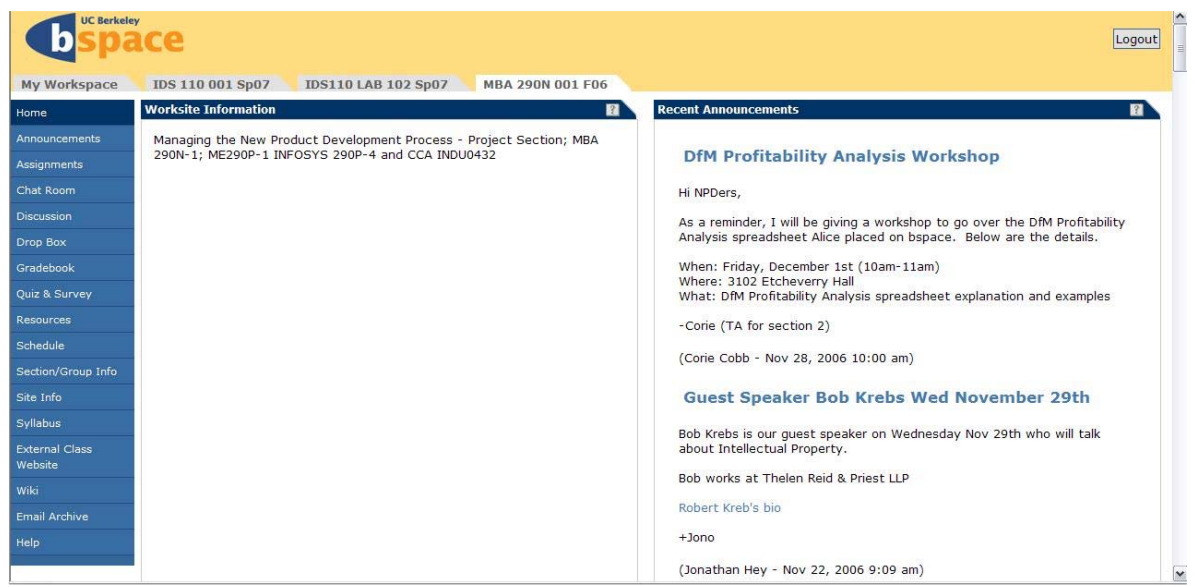 UC Berkeley
bspace
Logout
My Workspace
IDS 110 001 Sp07
IDS110 LAB 102 Sp07
MBA 290N 001 F06
Home
Announcements
Assignments
Chat Room
Discussion
Drop Box
Gradebook
Quiz & Survey
Resources
Schedule
Section/Group Info
Site Info
Syllabus
External Class
Website
Wiki
Email Archive
Help
Worksite Information
?
Managing the New Product Development Process - Project Section; MBA
290N-1; ME290P-1 INFOSYS 290P-4 and CCA INDU0432
Recent Announcements
?
DfM Profitability Analysis Workshop
Hi NPDers,
As a reminder, I will be giving a workshop to go over the DfM Profitability
Analysis spreadsheet Alice placed on bspace. Below are the details.
When: Friday, December 1st (10am-11am)
Where: 3102 Etcheverry Hall
What: DfM Profitability Analysis spreadsheet explanation and examples
-Corie (TA for section 2)
(Corie Cobb - Nov 28, 2006 10:00 am)
Guest Speaker Bob Krebs Wed November 29th
Bob Krebs is our guest speaker on Wednesday Nov 29th who will talk
about Intellectual Property.
Bob works at Thelen Reid & Priest LLP
Robert Kreb's bio
+Jono
(Jonathan Hey - Nov 22, 2006 9:09 am)